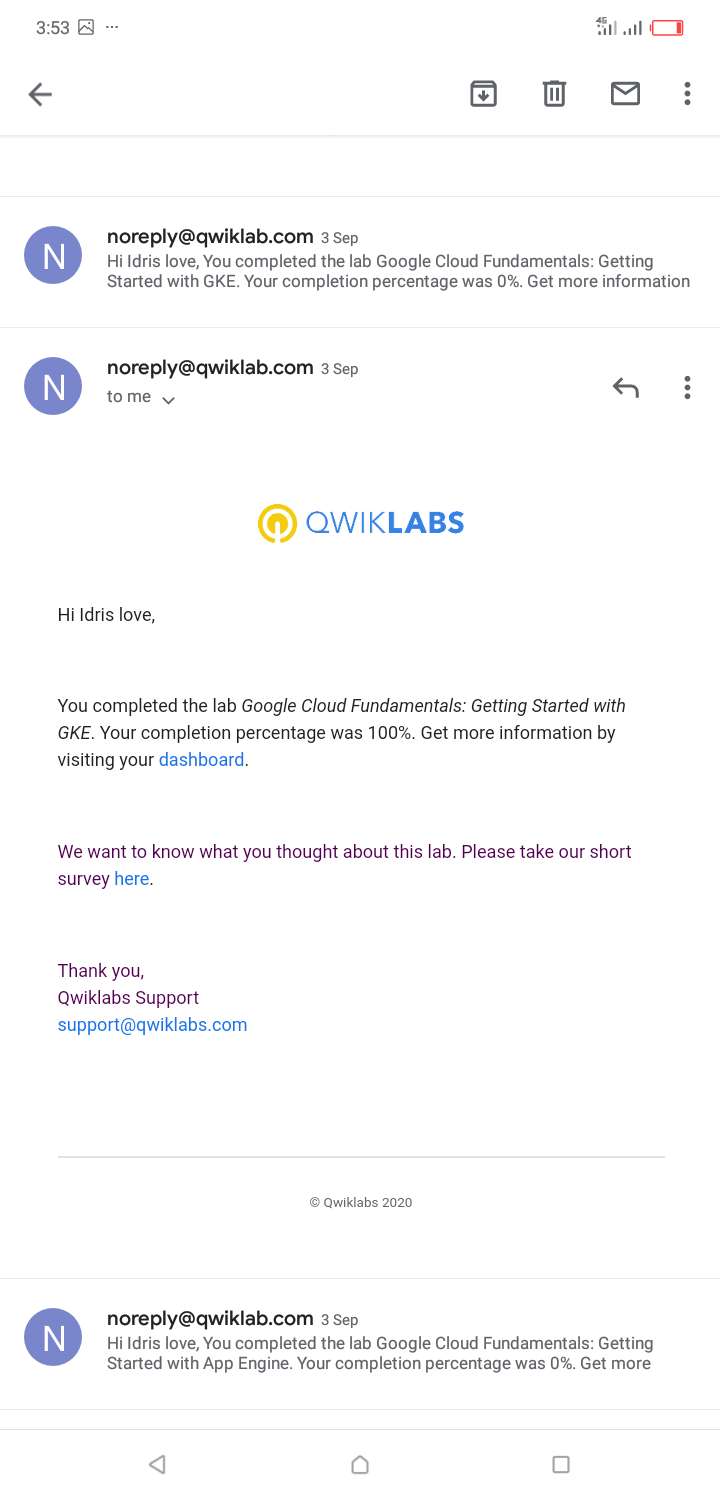 3:53
4G
noreply@qwiklab.com 3 Sep
Hi Idris love, You completed the lab Google Cloud Fundamentals: Getting
Started with GKE. Your completion percentage was 0%. Get more information
N
noreply@qwiklab.com 3 Sep
to me
N
QWIKLABS
Hi Idris love,
You completed the lab Google Cloud Fundamentals: Getting Started with
GKE. Your completion percentage was 100%. Get more information by
visiting your dashboard.
We want to know what you thought about this lab. Please take our short
survey here.
Thank you,
Qwiklabs Support
support@qwiklabs.com
© Qwiklabs 2020
noreply@qwiklab.com 3 Sep
N
Hi Idris love, You completed the lab Google Cloud Fundamentals: Getting
Started with App Engine. Your completion percentage was 0%. Get more